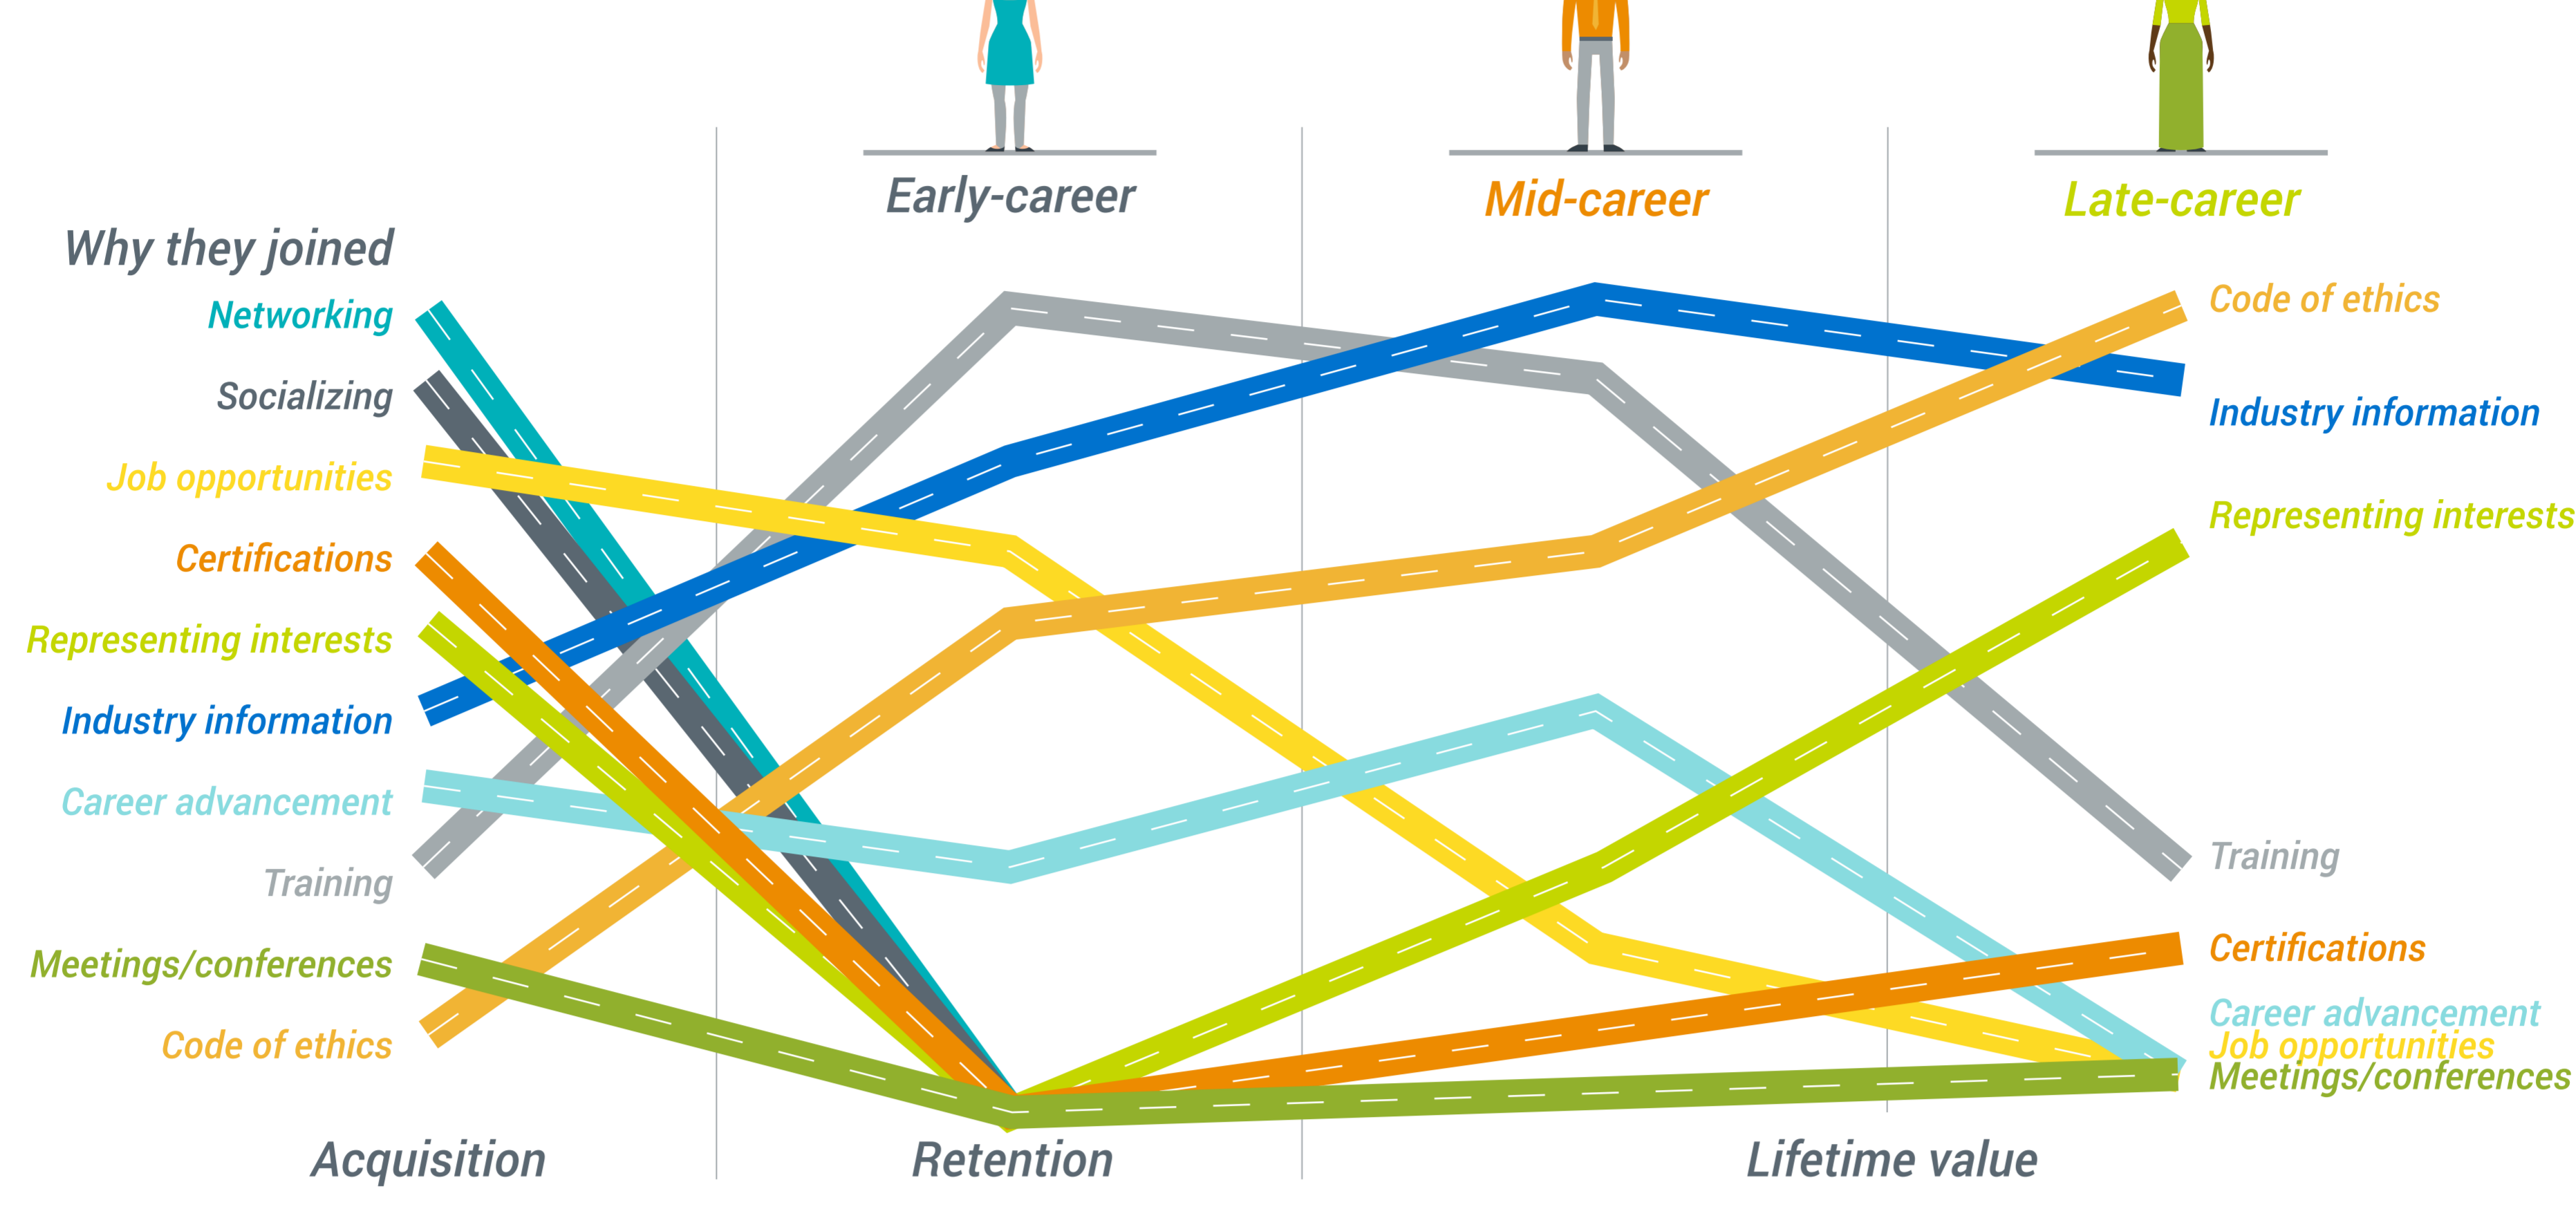 Early-career
Mid-career
Late-career
Why they joined
Networking
Socializing
Job opportunities
Certifications
Representing interests
Industry information
Career advancement
Training
Meetings/conferences
Code of ethics
Code of ethics
Industry information
Representing interests
Training
Certifications
Career advancement
Job opportunities
Meetings/conferences
Acquisition
Retention
Lifetime value